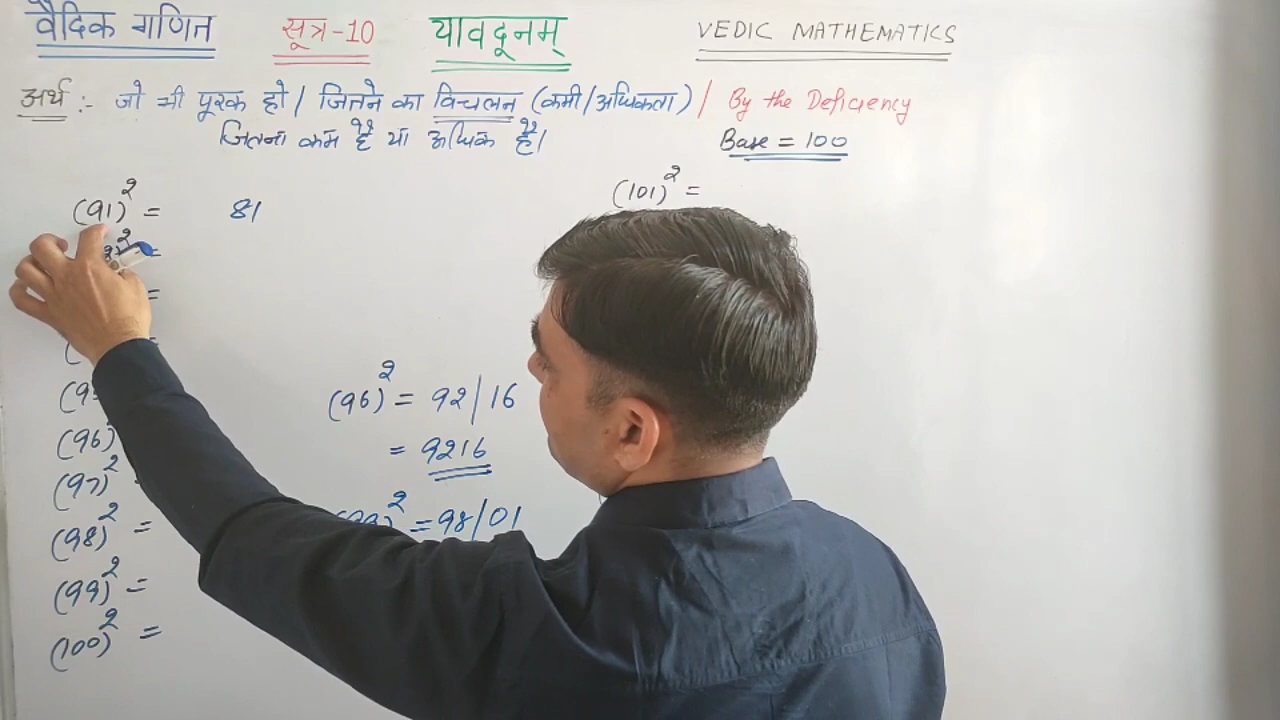 वैदिक गणित सूत्र-10 यावदूनम् VEDIC MATHEMATICS
अर्थ :- जो भी पूरक हो / जितने का विचलन (कमी/अधिकता) / By the Deficiency
जितना कम है या अधिक है। Base = 100
(91)² = 81
(101)² =
(96)² = 92/16
= 9216
(96)
(97)²
(98)² =
(99)² =
(100)² =
= 98/01